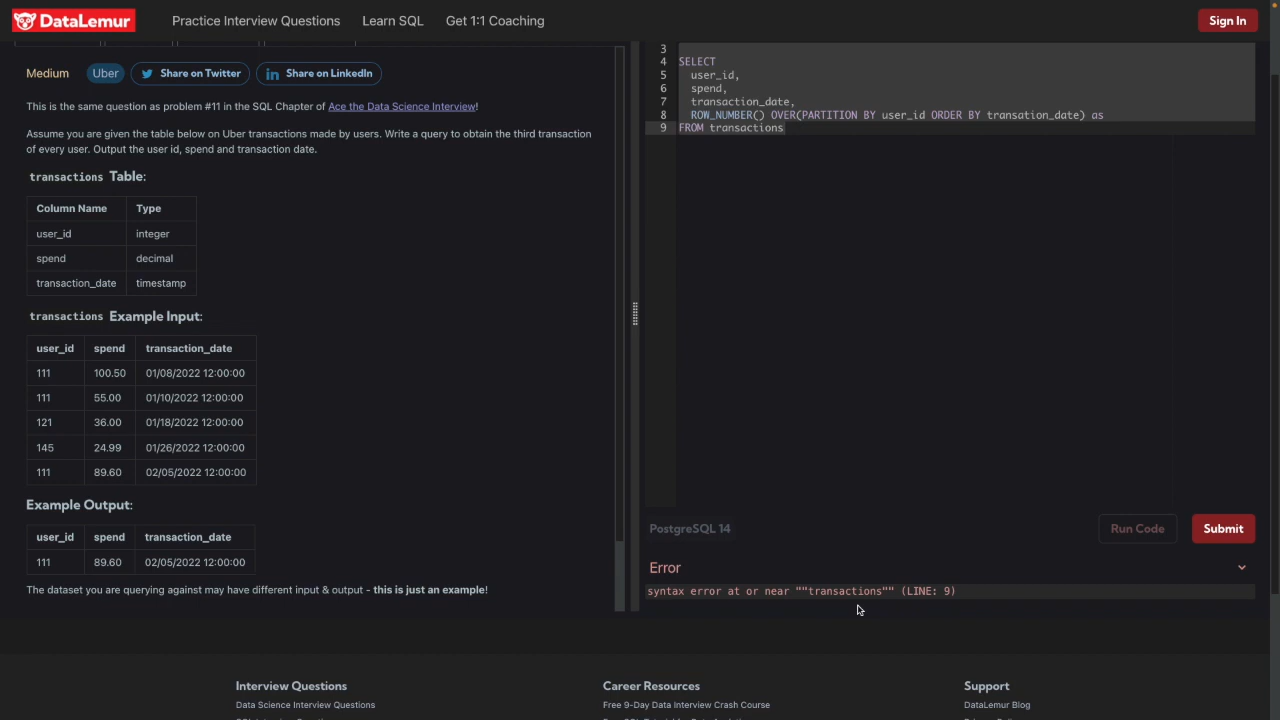 DataLemur
Practice Interview Questions
Learn SQL
Get 1:1 Coaching
Sign In
Medium
Uber
Share on Twitter
Share on LinkedIn
This is the same question as problem #11 in the SQL Chapter of Ace the Data Science Interview!
Assume you are given the table below on Uber transactions made by users. Write a query to obtain the third transaction
of every user. Output the user id, spend and transaction date.
transactions Table:
Column Name Type
user_id integer
spend decimal
transaction_date timestamp
transactions Example Input:
user_id spend transaction_date
111 100.50 01/08/2022 12:00:00
111 55.00 01/10/2022 12:00:00
121 36.00 01/18/2022 12:00:00
145 24.99 01/26/2022 12:00:00
111 89.60 02/05/2022 12:00:00
Example Output:
user_id spend transaction_date
111 89.60 02/05/2022 12:00:00
The dataset you are querying against may have different input & output - this is just an example!
3
4 SELECT
5 user_id,
6 spend,
7 transaction_date,
8 ROW_NUMBER() OVER(PARTITION BY user_id ORDER BY transation_date) as
9 FROM transactions
PostgreSQL 14
Run Code
Submit
Error
syntax error at or near ""transactions"" (LINE: 9)
Interview Questions
Data Science Interview Questions
Career Resources
Free 9-Day Data Interview Crash Course
Support
DataLemur Blog